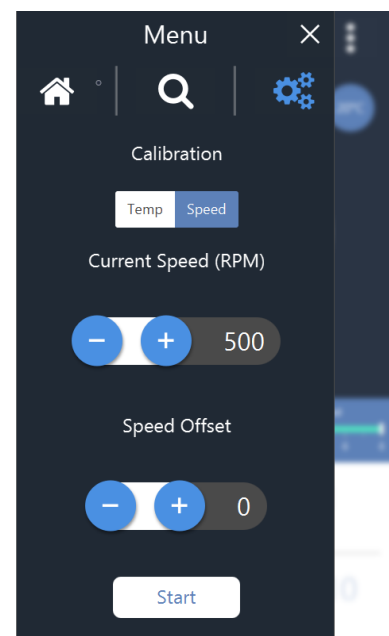 Menu
Calibration
Temp Speed
Current Speed (RPM)
500
Speed Offset
0
Start